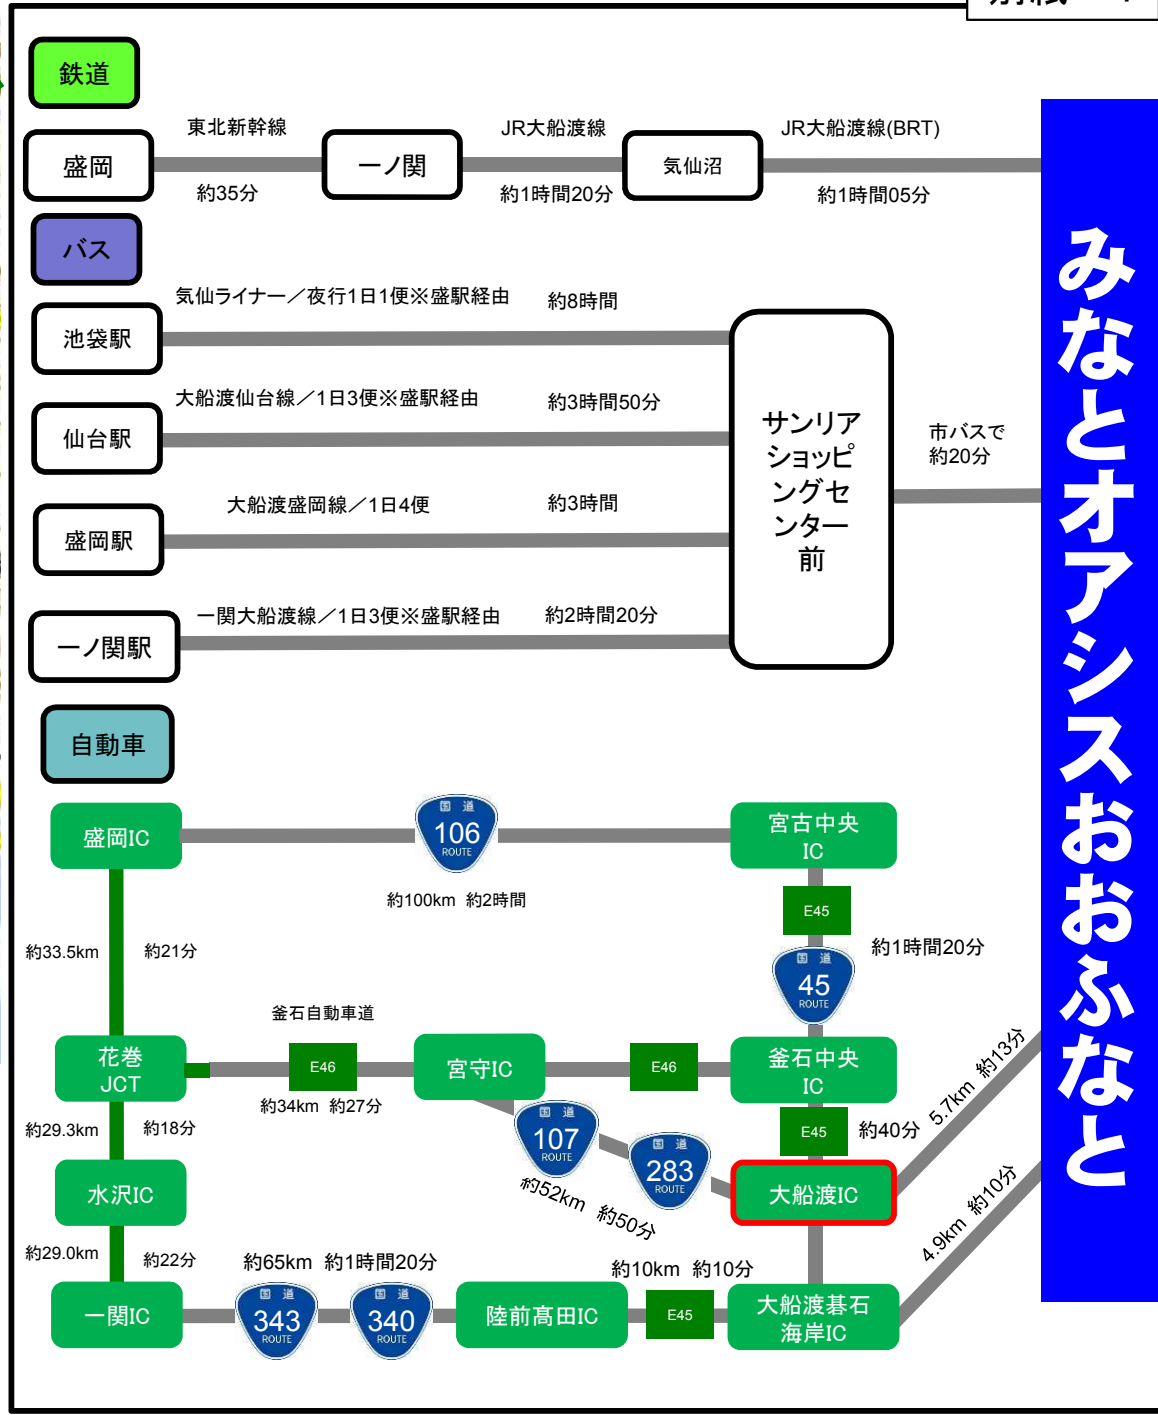 鉄道
東北新幹線
JR大船渡線
JR大船渡線(BRT)
盛岡
一ノ関
気仙沼
約35分
約1時間20分
約1時間05分
バス
気仙ライナー／夜行1日1便※盛駅経由
約8時間
池袋駅
大船渡仙台線／1日3便※盛駅経由
約3時間50分
仙台駅
大船渡盛岡線／1日4便
約3時間
盛岡駅
一関大船渡線／1日3便※盛駅経由
約2時間20分
一ノ関駅
サンリア
ショッピ
ングセ
ンター
前
市バスで
約20分
みなとオアシスおおふなと
自動車
盛岡IC
国道
106
ROUTE
約100km 約2時間
宮古中央
IC
E45
約1時間20分
国道
45
ROUTE
約33.5km
約21分
釜石自動車道
花巻
JCT
E46
約34km 約27分
宮守IC
E46
釜石中央
IC
約29.3km
約18分
国道
107
ROUTE
国道
283
ROUTE
約52km 約50分
E45
約40分
5.7km 約13分
水沢IC
大船渡IC
約29.0km
約22分
約65km 約1時間20分
約10km 約10分
4.9km 約10分
一関IC
国道
343
ROUTE
国道
340
ROUTE
陸前髙田IC
E45
大船渡碁石
海岸IC